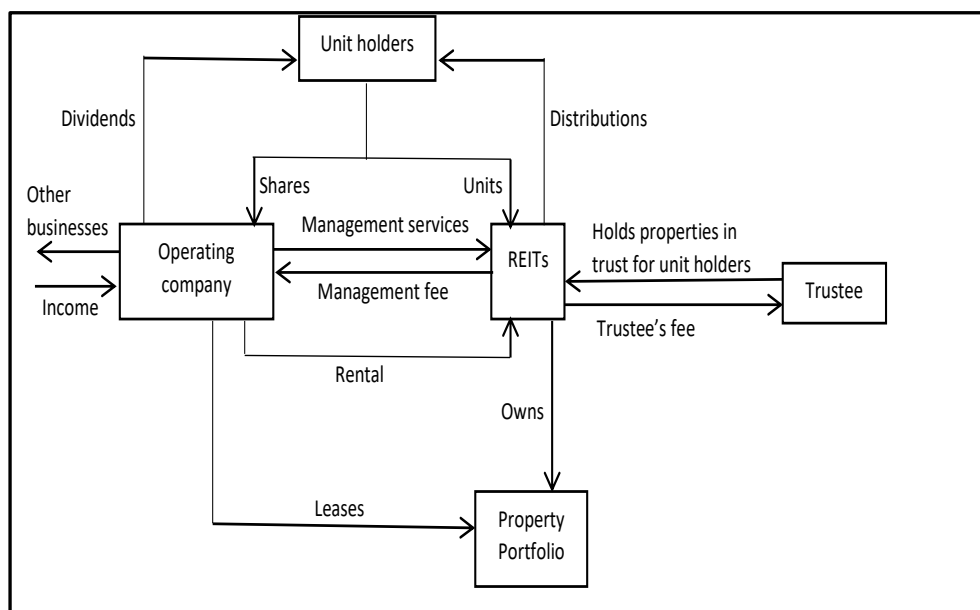 Unit holders
Dividends
Distributions
Shares
Units
Other
businesses
Management services
Operating
company
REITs
Holds properties in
trust for unit holders
Trustee
Income
Management fee
Trustee’s fee
Rental
Owns
Leases
Property
Portfolio